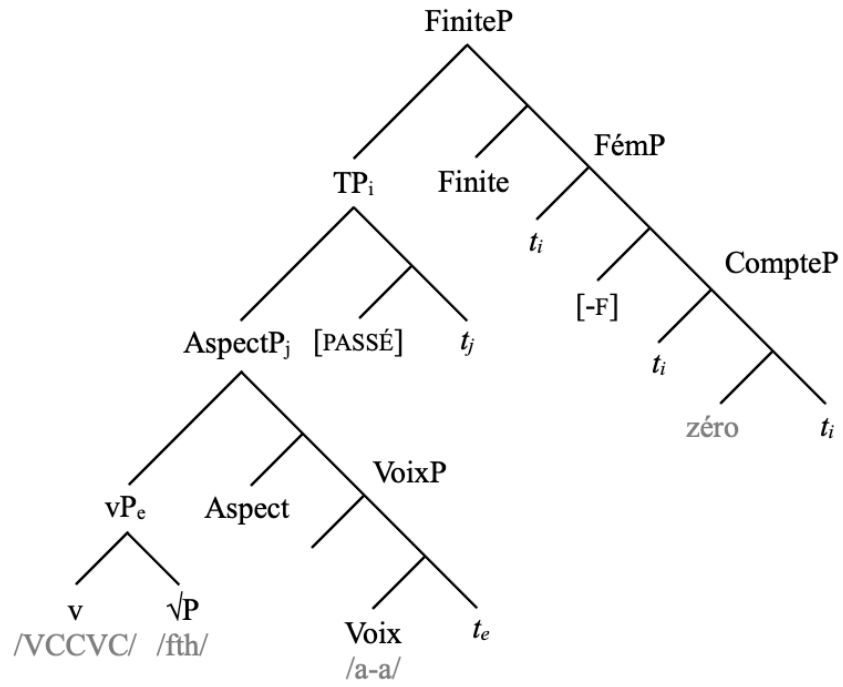 FiniteP
FémP
TPᵢ Finite
tᵢ
CompteP
[-F]
AspectPⱼ [PASSÉ] tⱼ
tᵢ
zéro tᵢ
VoixP
vPₑ Aspect
v √P
Voix tₑ
/VCCVC/ /fth/
/a-a/